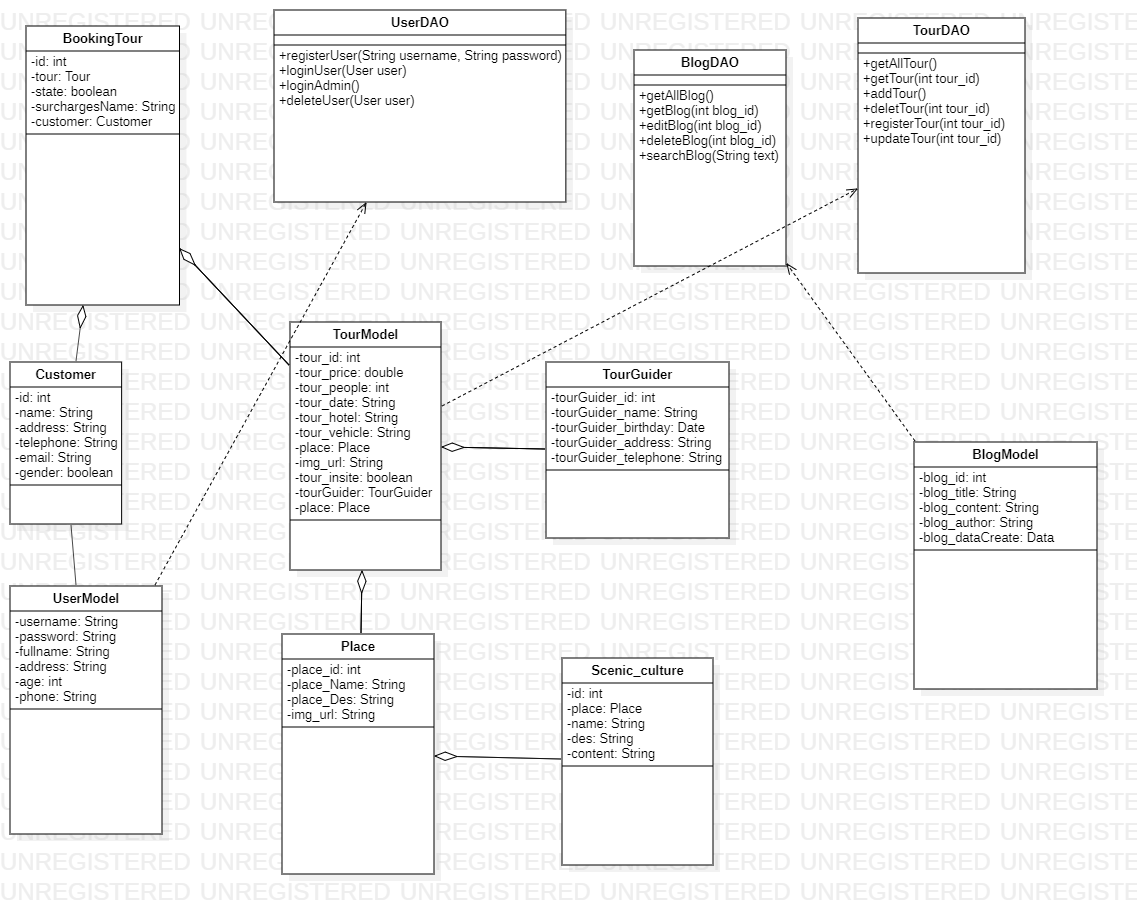 BookingTour
-id: int
-tour: Tour
-state: boolean
-surchargesName: String
-customer: Customer
UserDAO
+registerUser(String username, String password)
+loginUser(User user)
+loginAdmin()
+deleteUser(User user)
BlogDAO
+getAllBlog()
+getBlog(int blog_id)
+editBlog(int blog_id)
+deleteBlog(int blog_id)
+searchBlog(String text)
TourDAO
+getAllTour()
+getTour(int tour_id)
+addTour()
+deletTour(int tour_id)
+registerTour(int tour_id)
+updateTour(int tour_id)
Customer
-id: int
-name: String
-address: String
-telephone: String
-email: String
-gender: boolean
TourModel
-tour_id: int
-tour_price: double
-tour_people: int
-tour_date: String
-tour_hotel: String
-tour_vehicle: String
-place: Place
-img_url: String
-tour_insite: boolean
-tourGuider: TourGuider
-place: Place
TourGuider
-tourGuider_id: int
-tourGuider_name: String
-tourGuider_birthday: Date
-tourGuider_address: String
-tourGuider_telephone: String
BlogModel
-blog_id: int
-blog_title: String
-blog_content: String
-blog_author: String
-blog_dataCreate: Data
UserModel
-username: String
-password: String
-fullname: String
-address: String
-age: int
-phone: String
Place
-place_id: int
-place_Name: String
-place_Des: String
-img_url: String
Scenic_culture
-id: int
-place: Place
-name: String
-des: String
-content: String
UNREGISTERED